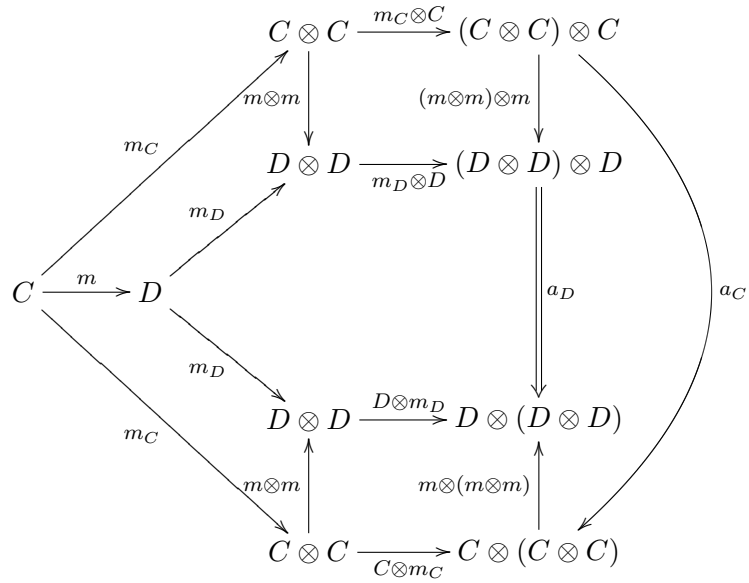 m_C⊗C
C ⊗ C (C ⊗ C) ⊗ C
m⊗m (m⊗m)⊗m
m_C
D ⊗ D (D ⊗ D) ⊗ D
m_D⊗D
m_D
m
C D a_D a_C
m_D
D⊗m_D
D ⊗ D D ⊗ (D ⊗ D)
m_C
m⊗m m⊗(m⊗m)
C ⊗ C C ⊗ (C ⊗ C)
C⊗m_C